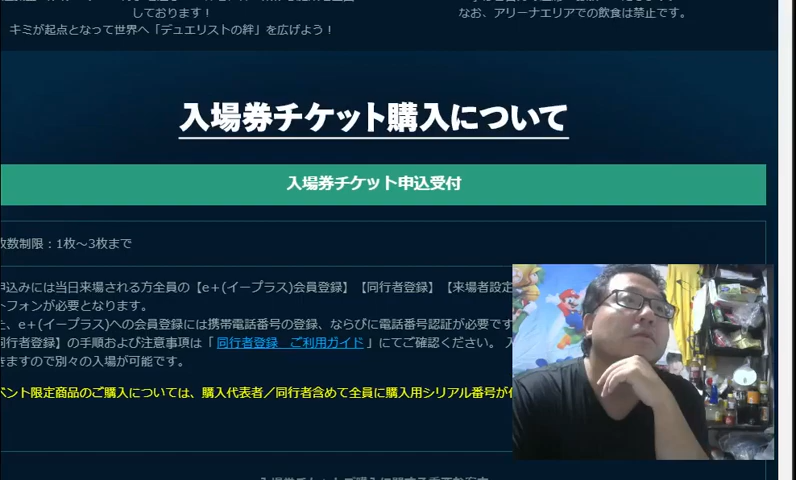 しております！
キミが起点となって世界へ「デュエリストの絆」を広げよう！
なお、アリーナエリアでの飲食は禁止です。
入場券チケット購入について
入場券チケット申込受付
枚数制限：1枚〜3枚まで
申込みには当日来場される方全員の【e+(イープラス)会員登録】【同行者登録】【来場者設定
トフォンが必要となります。
た、e+(イープラス)への会員登録には携帯電話番号の登録、ならびに電話番号認証が必要です
同行者登録】の手順および注意事項は「同行者登録　ご利用ガイド」にてご確認ください。 入
きますので別々の入場が可能です。
ベント限定商品のご購入については、購入代表者／同行者含めて全員に購入用シリアル番号が